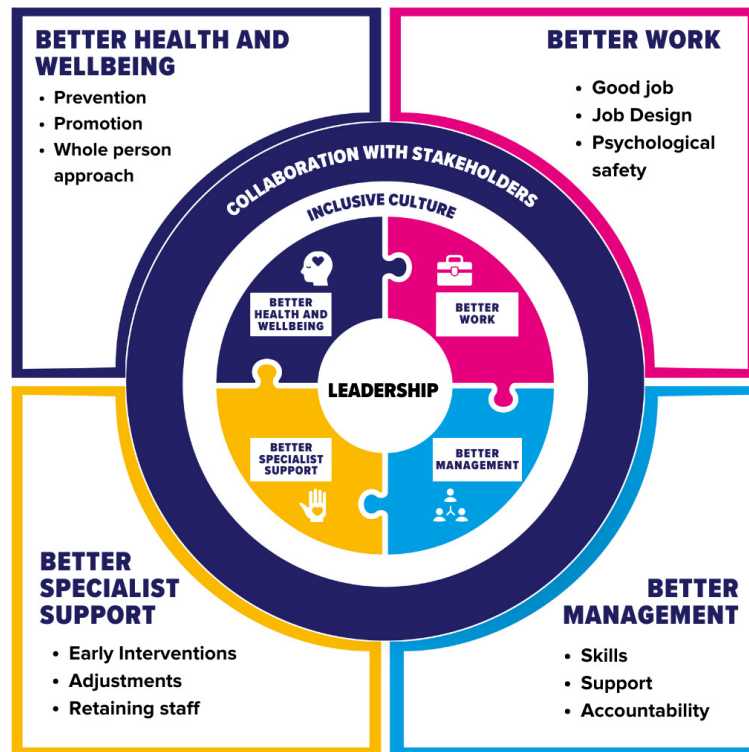 BETTER HEALTH AND
WELLBEING
• Prevention
• Promotion
• Whole person
approach
BETTER WORK
• Good job
• Job Design
• Psychological
safety
COLLABORATION WITH STAKEHOLDERS
INCLUSIVE CULTURE
BETTER
HEALTH AND
WELLBEING
BETTER
WORK
LEADERSHIP
BETTER
SPECIALIST
SUPPORT
BETTER
MANAGEMENT
BETTER
SPECIALIST
SUPPORT
• Early Interventions
• Adjustments
• Retaining staff
BETTER
MANAGEMENT
• Skills
• Support
• Accountability